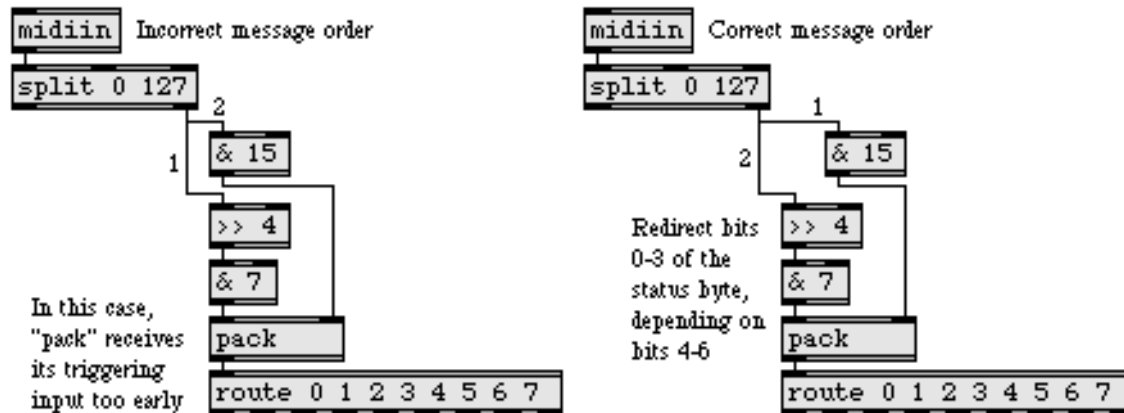 midiin
Incorrect message order
split 0 127
2
& 15
1
>> 4
& 7
In this case,
"pack" receives
its triggering
input too early
pack
route 0 1 2 3 4 5 6 7
midiin
Correct message order
split 0 127
1
& 15
2
>> 4
& 7
Redirect bits
0-3 of the
status byte,
depending on
bits 4-6
pack
route 0 1 2 3 4 5 6 7